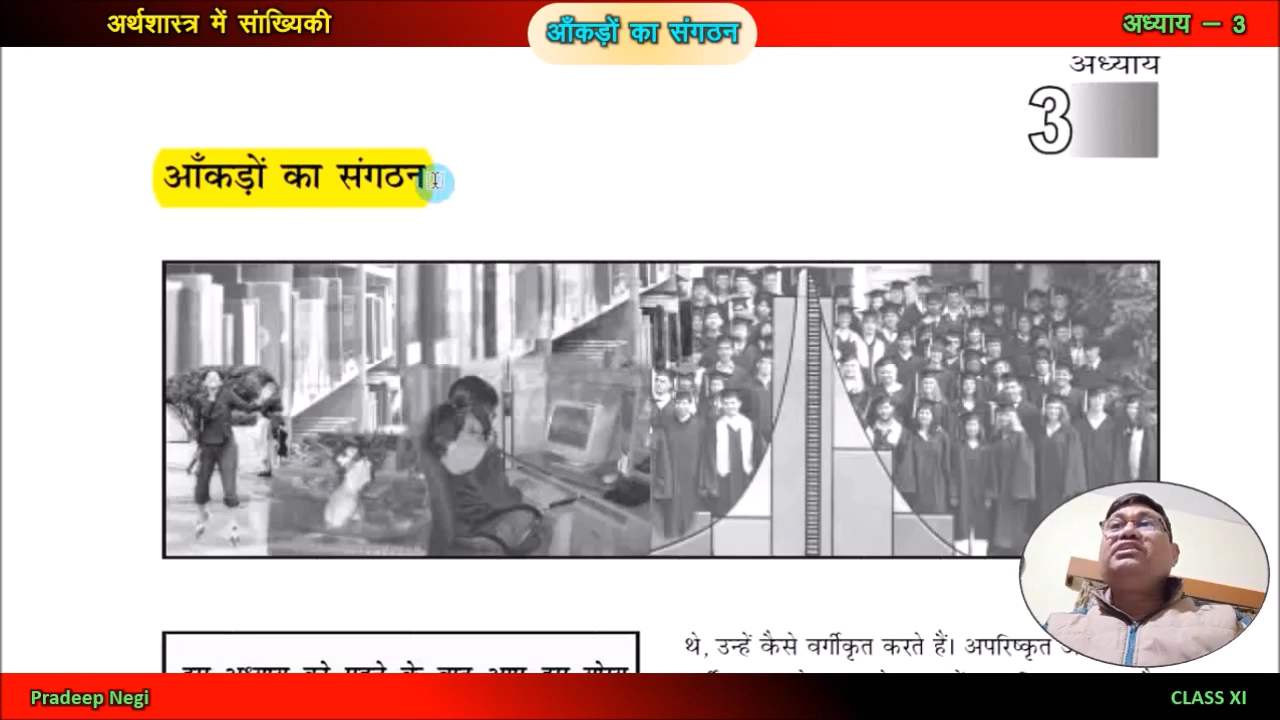 अर्थशास्त्र में सांख्यिकी
आँकड़ों का संगठन
अध्याय – 3
अध्याय
3
आँकड़ों का संगठन
थे, उन्हें कैसे वर्गीकृत करते हैं। अपरिष्कृत
Pradeep Negi
CLASS XI